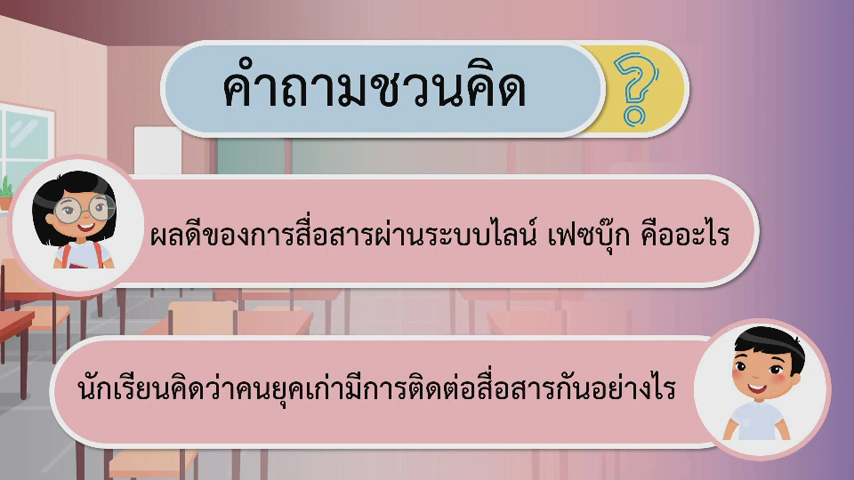 คำถามชวนคิด ?
ผลดีของการสื่อสารผ่านระบบไลน์ เฟซบุ๊ก คืออะไร
นักเรียนคิดว่าคนยุคเก่ามีการติดต่อสื่อสารกันอย่างไร